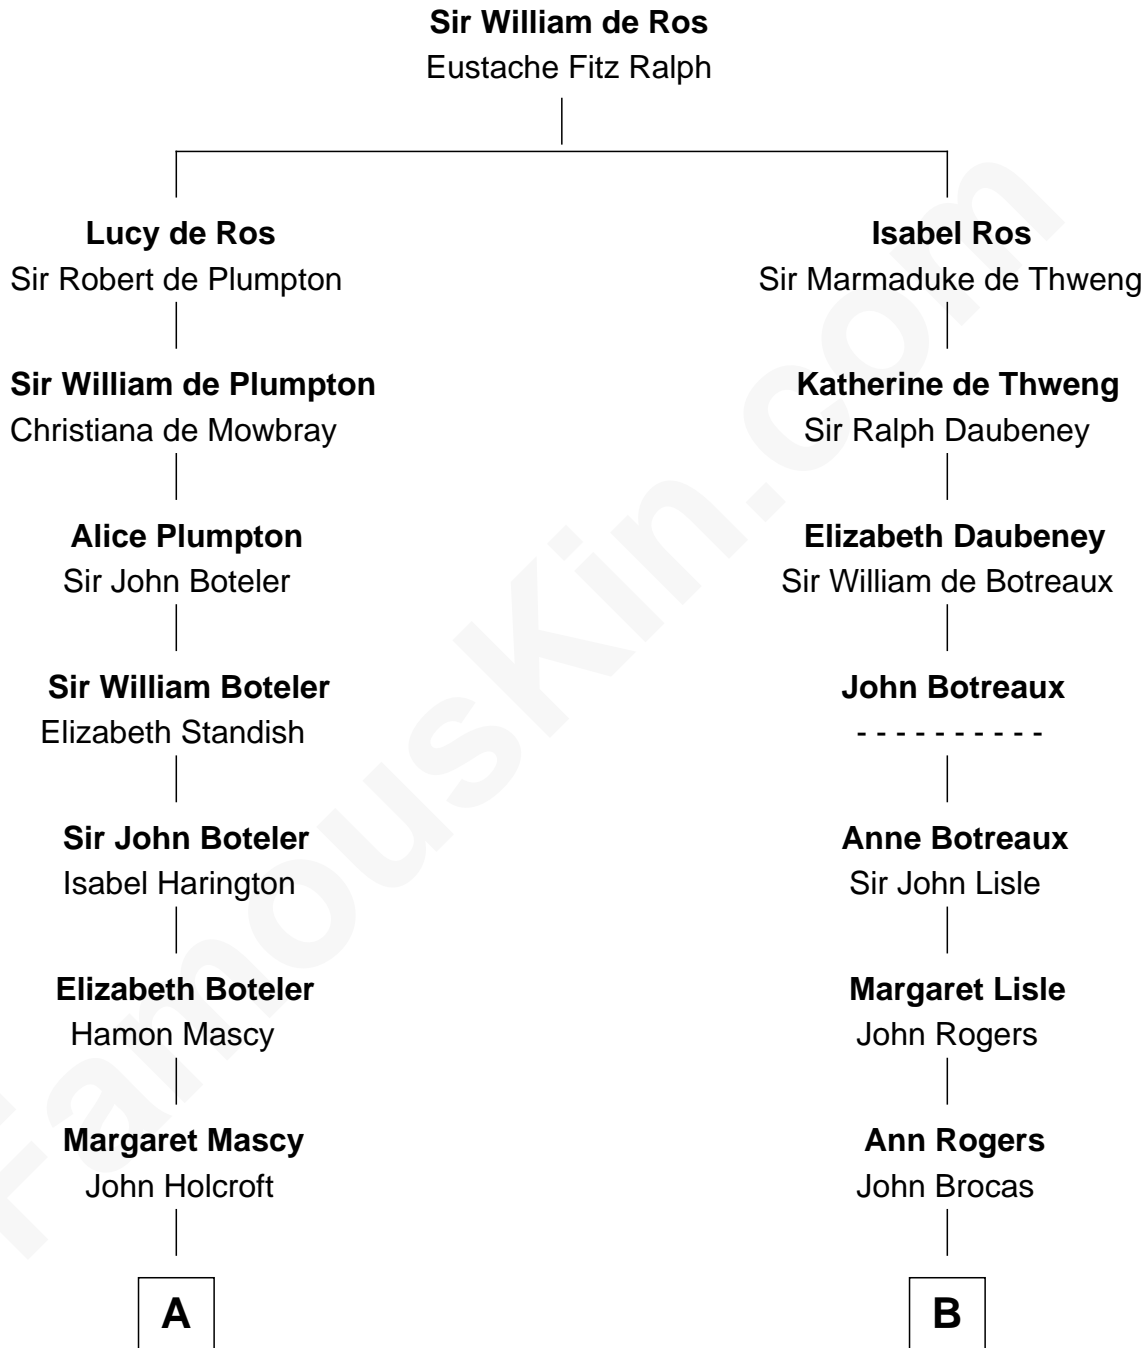 Sir William de Ros
Eustache Fitz Ralph
Lucy de Ros
Sir Robert de Plumpton
Isabel Ros
Sir Marmaduke de Thweng
Sir William de Plumpton
Christiana de Mowbray
Katherine de Thweng
Sir Ralph Daubeney
Alice Plumpton
Sir John Boteler
Elizabeth Daubeney
Sir William de Botreaux
Sir William Boteler
Elizabeth Standish
John Botreaux
- - - - - - - - - -
Sir John Boteler
Isabel Harington
Anne Botreaux
Sir John Lisle
Elizabeth Boteler
Hamon Mascy
Margaret Lisle
John Rogers
Margaret Mascy
John Holcroft
Ann Rogers
John Brocas
A
B
FamousKin.com